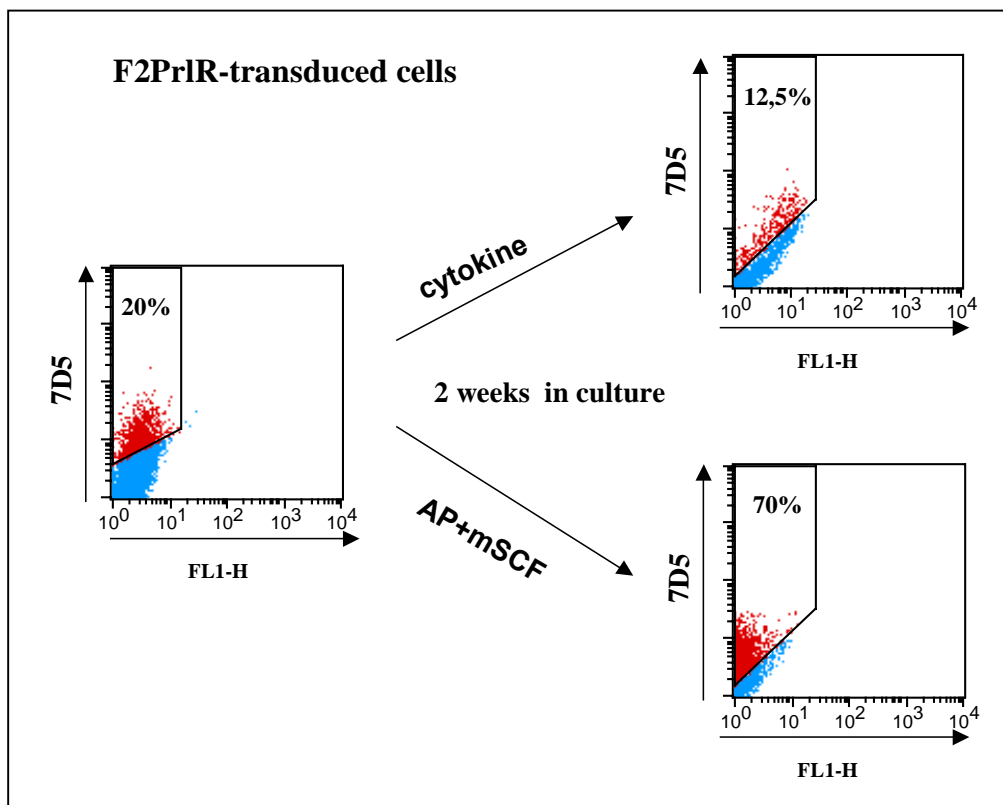 F2PrlR-transduced cells
7D5
20%
10^0 10^1 10^2 10^3 10^4
FL1-H
cytokine
2 weeks in culture
AP+mSCF
7D5
12,5%
10^0 10^1 10^2 10^3 10^4
FL1-H
7D5
70%
10^0 10^1 10^2 10^3 10^4
FL1-H